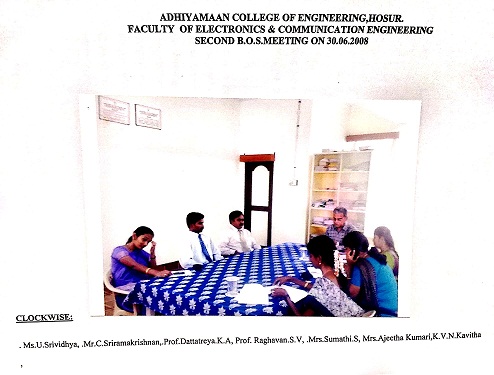 ADHIYAMAAN COLLEGE OF ENGINEERING,HOSUR.
FACULTY OF ELECTRONICS & COMMUNICATION ENGINEERING
SECOND B.O.S.MEETING ON 30.06.2008
CLOCKWISE:
. Ms.U.Srividhya, .Mr.C.Sriramakrishnan,.Prof.Dattatreya.K.A, Prof. Raghavan.S.V, .Mrs.Sumathi.S, Mrs.Ajeetha Kumari,K.V.N.Kavitha
,